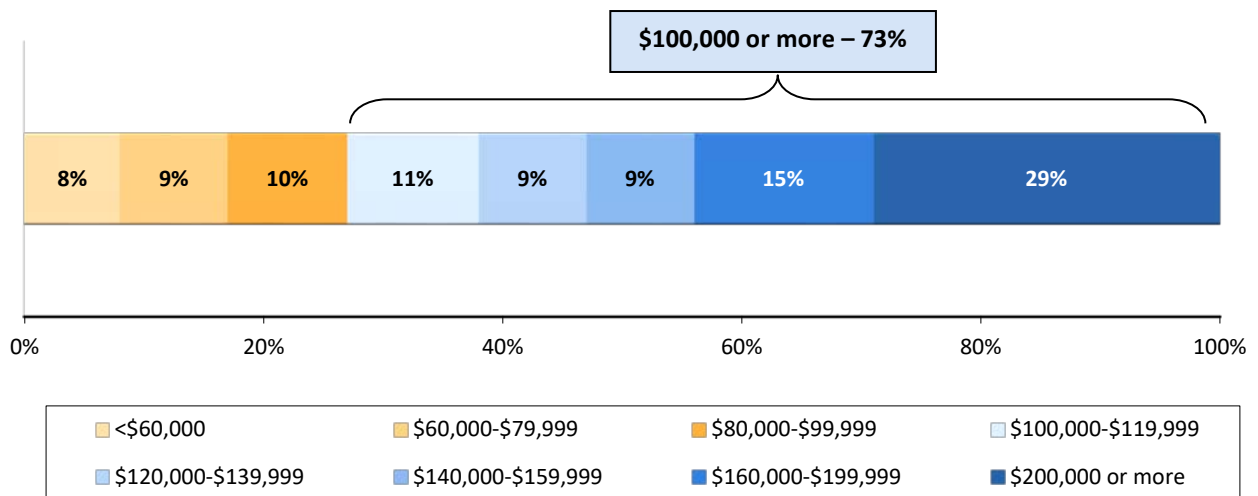 $100,000 or more – 73%
8% 9% 10% 11% 9% 9% 15% 29%
0% 20% 40% 60% 80% 100%
<$60,000 $60,000-$79,999 $80,000-$99,999 $100,000-$119,999
$120,000-$139,999 $140,000-$159,999 $160,000-$199,999 $200,000 or more